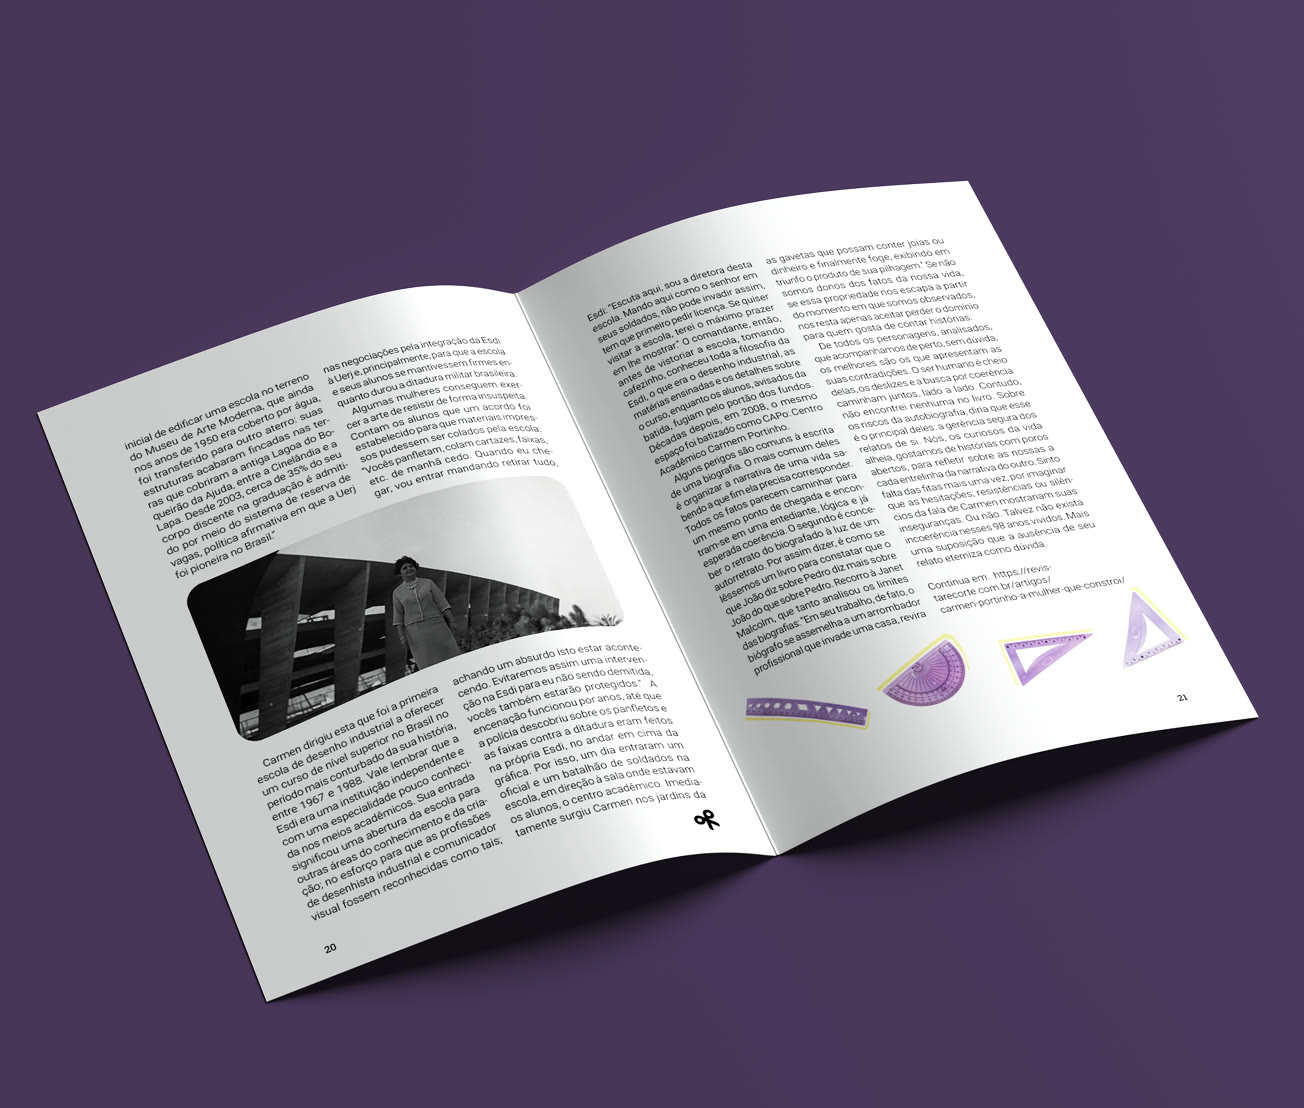 inicial de edificar uma escola no terreno
do Museu de Arte Moderna, que ainda
nos anos de 1950 era coberto por água,
foi transferido para outro aterro: suas
estruturas acabaram fincadas nas ter-
ras que cobriram a antiga Lagoa do Bo-
queirão da Ajuda, entre a Cinelândia e a
Lapa. Desde 2003, cerca de 35% do seu
corpo discente na graduação é admiti-
do por meio do sistema de reserva de
vagas, política afirmativa em que a Uerj
foi pioneira no Brasil."
Carmen dirigiu esta que foi a primeira
escola de desenho industrial a oferecer
um curso de nível superior no Brasil no
período mais conturbado da sua história,
entre 1967 e 1988. Vale lembrar que a
Esdi era uma instituição independente e
com uma especialidade pouco conheci-
da nos meios acadêmicos. Sua entrada
significou uma abertura da escola para
outras áreas do conhecimento e da cria-
ção; no esforço para que as profissões
de desenhista industrial e comunicador
visual fossem reconhecidas como tais;
nas negociações pela integração da Esdi
à Uerj e, principalmente, para que a escola
e seus alunos se mantivessem firmes en-
quanto durou a ditadura militar brasileira.
Algumas mulheres conseguem exer-
cer a arte de resistir de forma insuspeita.
Contam os alunos que um acordo foi
estabelecido para que materiais impres-
sos pudessem ser colados pela escola:
"Vocês panfletam, colam cartazes, faixas,
etc. de manhã cedo. Quando eu che-
gar, vou entrar mandando retirar tudo,
achando um absurdo isto estar aconte-
cendo. Evitaremos assim uma interven-
ção na Esdi para eu não sendo demitida,
vocês também estarão protegidos." A
encenação funcionou por anos, até que
a polícia descobriu sobre os panfletos e
as faixas contra a ditadura eram feitos
na própria Esdi, no andar em cima da
gráfica. Por isso, um dia entraram um
oficial e um batalhão de soldados na
escola, em direção à sala onde estavam
os alunos, o centro acadêmico. Imedia-
tamente surgiu Carmen nos jardins da
20
Esdi: "Escuta aqui, sou a diretora desta
escola. Mando aqui como o senhor em
seus soldados, não pode invadir assim,
tem que primeiro pedir licença. Se quiser
visitar a escola, terei o máximo prazer
em lhe mostrar." O comandante, então,
antes de vistoriar a escola, tomando
cafezinho, conheceu toda a filosofia da
Esdi, o que era o desenho industrial, as
matérias ensinadas e os detalhes sobre
o curso, enquanto os alunos, avisados da
batida, fugiam pelo portão dos fundos.
Décadas depois, em 2008, o mesmo
espaço foi batizado como CAPo: Centro
Acadêmico Carmem Portinho.
Alguns perigos são comuns à escrita
de uma biografia. O mais comum deles
é organizar a narrativa de uma vida sa-
bendo a que fim ela precisa corresponder.
Todos os fatos parecem caminhar para
um mesmo ponto de chegada e encon-
tram-se em uma entediante, lógica e já
esperada coerência. O segundo é conce-
ber o retrato do biografado à luz de um
autorretrato. Por assim dizer, é como se
lêssemos um livro para constatar que o
que João diz sobre Pedro diz mais sobre
João do que sobre Pedro. Recorro à Janet
Malcolm, que tanto analisou os limites
das biografias: "Em seu trabalho, de fato, o
biógrafo se assemelha a um arrombador
profissional que invade uma casa, revira
as gavetas que possam conter joias ou
dinheiro e finalmente foge, exibindo em
triunfo o produto de sua pilhagem." Se não
somos donos dos fatos da nossa vida,
se essa propriedade nos escapa a partir
do momento em que somos observados,
nos resta apenas aceitar perder o domínio
para quem gosta de contar histórias.
De todos os personagens, analisados,
que acompanhamos de perto, sem dúvida,
os melhores são os que apresentam as
suas contradições. O ser humano é cheio
delas, os deslizes e a busca por coerência
caminham juntos, lado a lado. Contudo,
não encontrei nenhuma no livro. Sobre
os riscos da autobiografia, diria que esse
é o principal deles: a gerência segura dos
relatos de si. Nós, os curiosos da vida
alheia, gostamos de histórias com poros
abertos, para refletir sobre as nossas a
cada entrelinha da narrativa do outro. Sinto
falta das fitas mais uma vez, por imaginar
que as hesitações, resistências ou silên-
cios da fala de Carmen mostrariam suas
inseguranças. Ou não. Talvez não exista
incoerência nesses 98 anos vividos. Mais
uma suposição que a ausência de seu
relato eterniza como dúvida.
Continua em: https://revis-
tarecorte.com.br/artigos/
carmen-portinho-a-mulher-que-constroi/
21